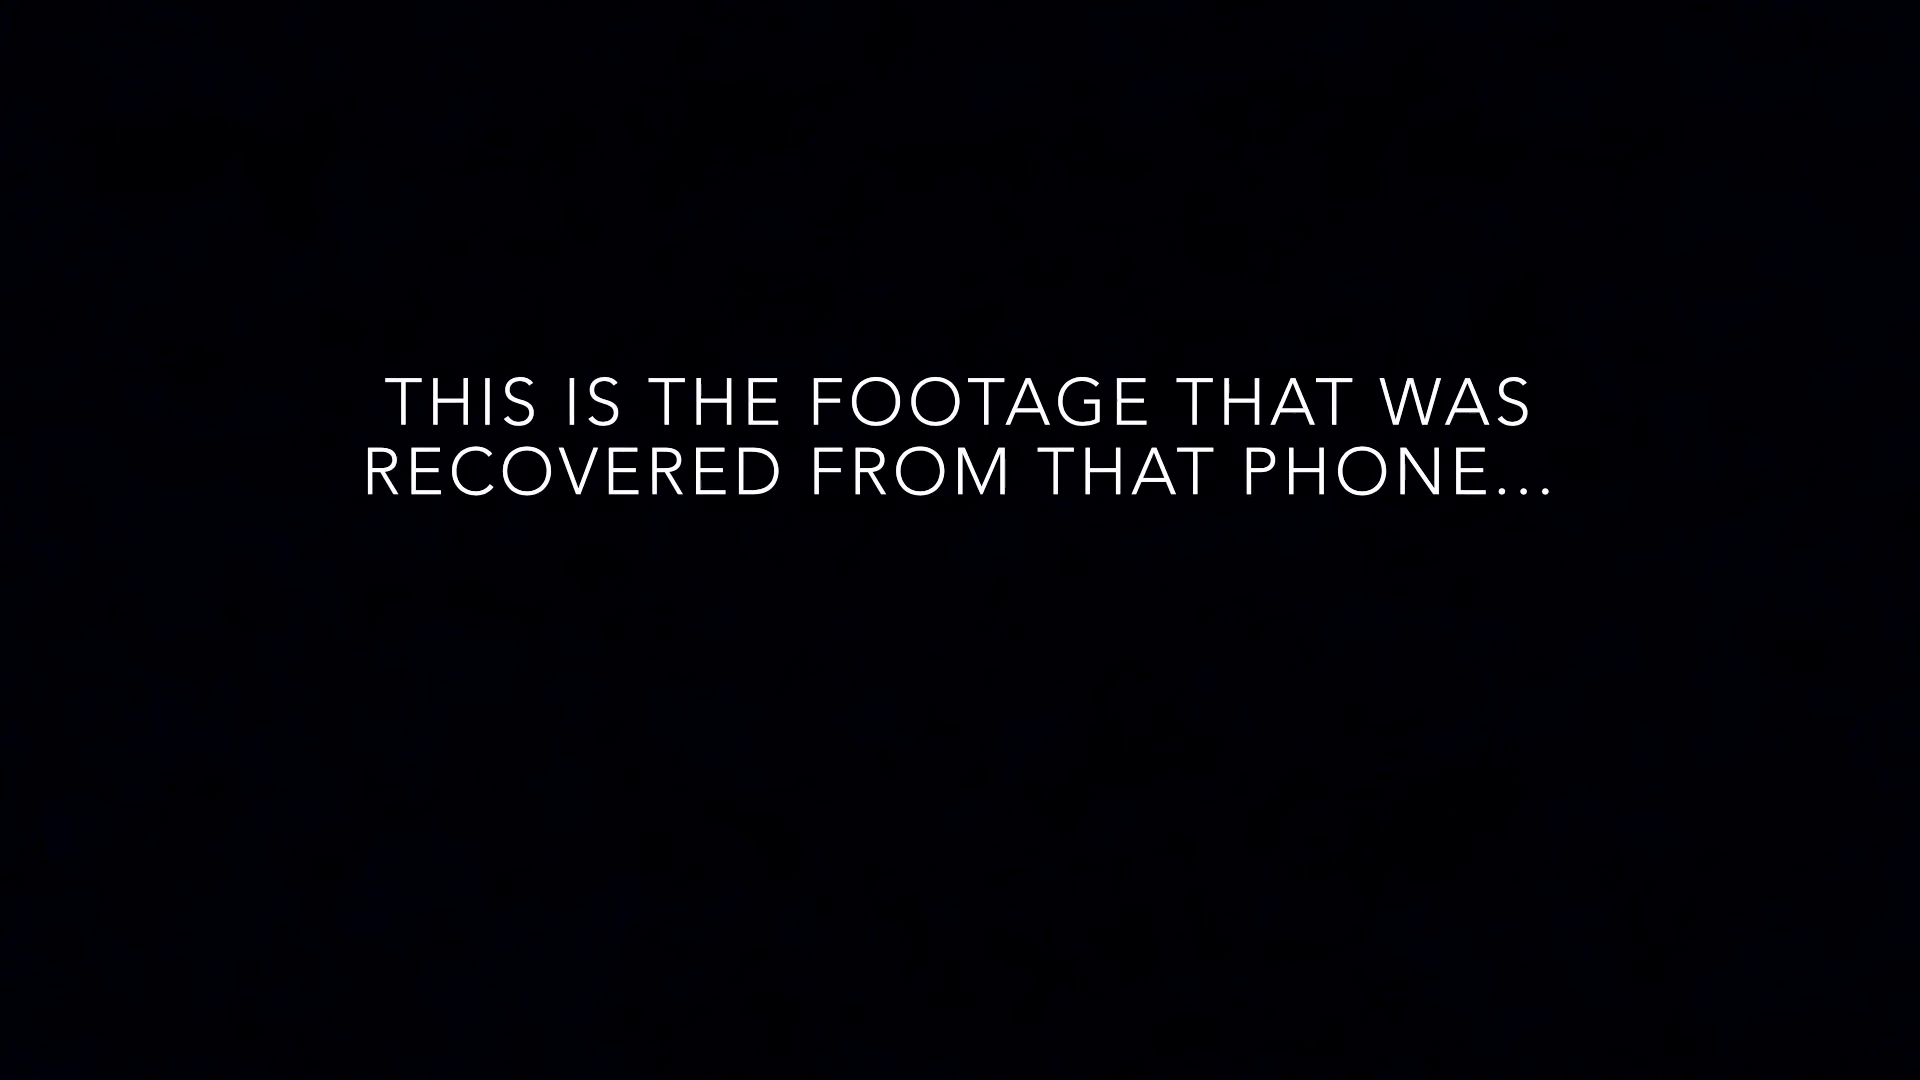 THIS IS THE FOOTAGE THAT WAS
RECOVERED FROM THAT PHONE...